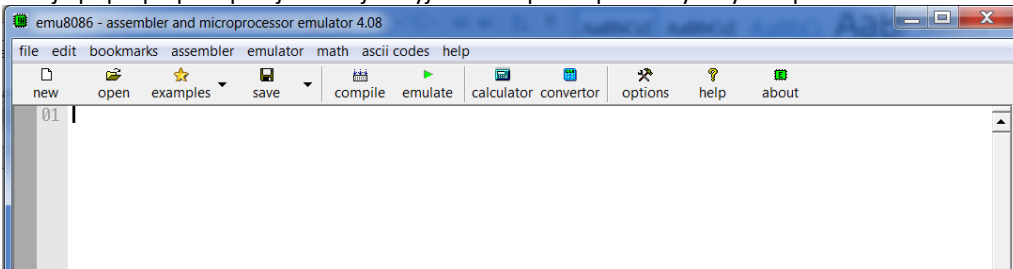 emu8086 - assembler and microprocessor emulator 4.08
file edit bookmarks assembler emulator math ascii codes help
new open examples save compile emulate calculator convertor options help about
01